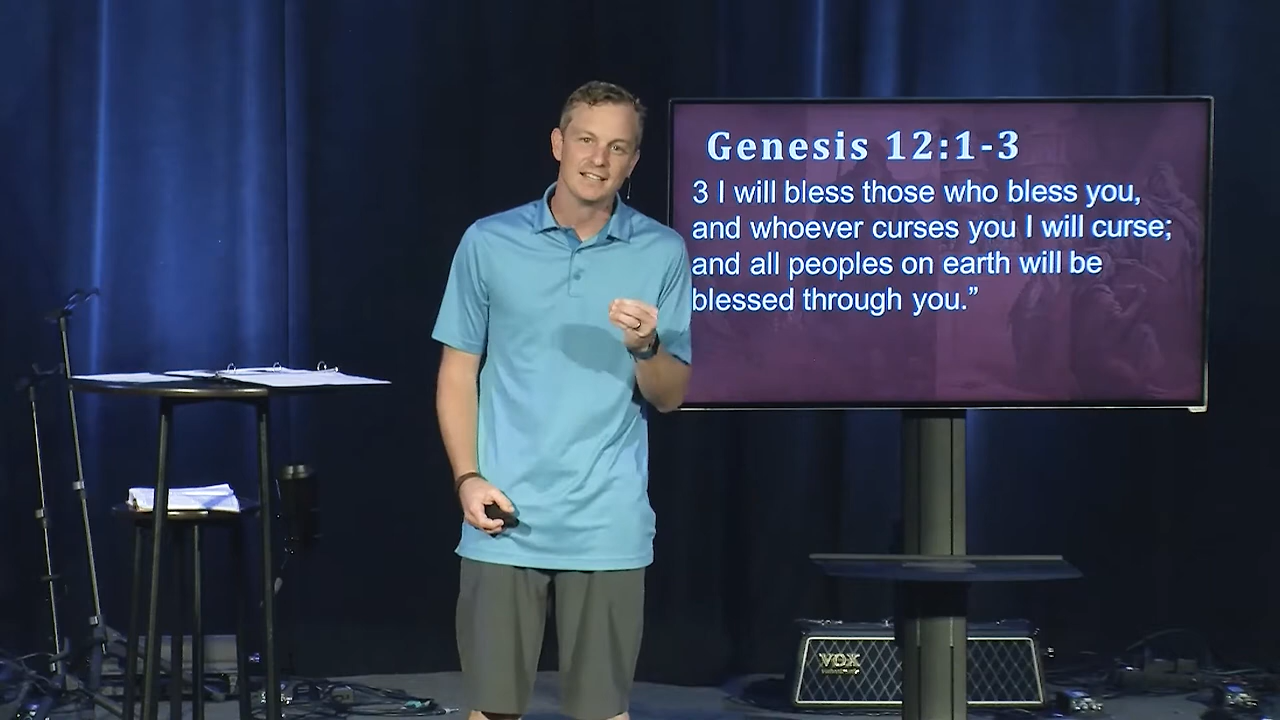 Genesis 12:1-3
3 I will bless those who bless you,
and whoever curses you I will curse;
and all peoples on earth will be
blessed through you.”
VOX